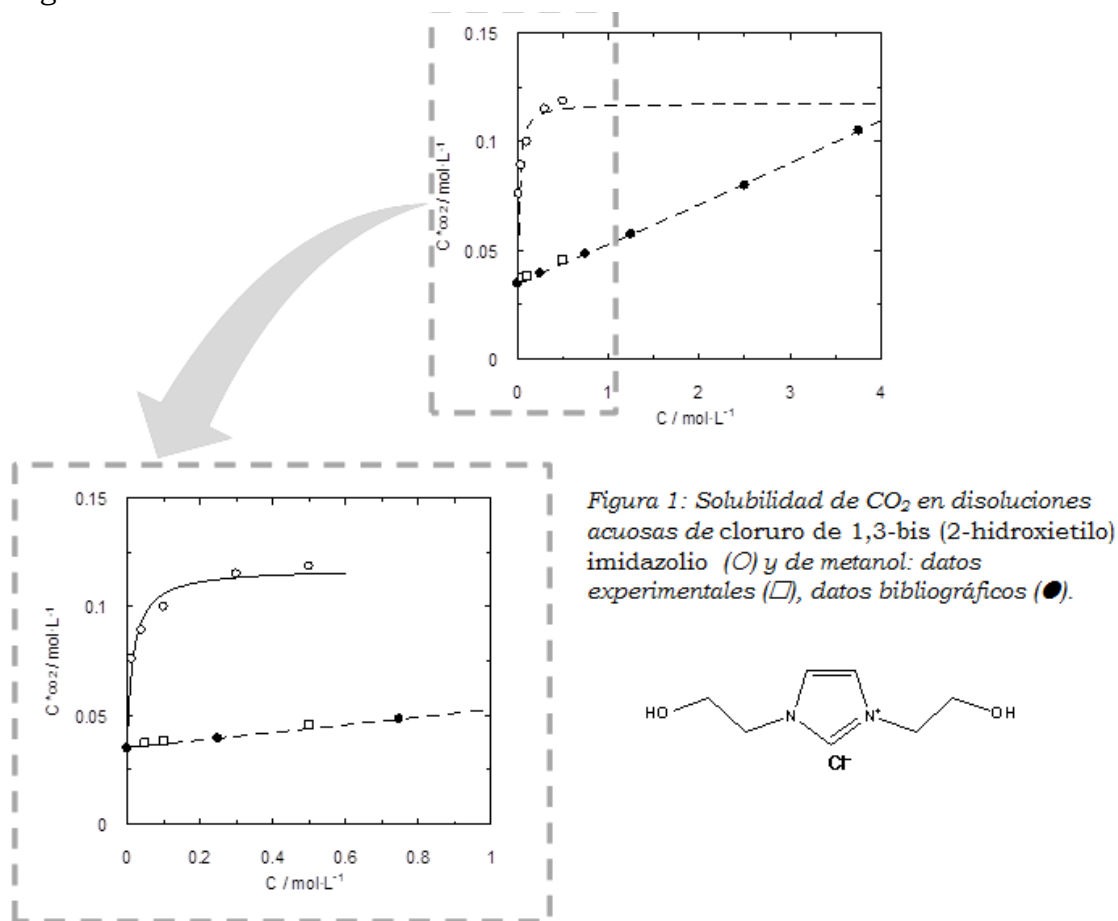 0.15
0.1
0.05
0
C*co2/ mol·L-1
0 1 2 3 4
C / mol·L-1
0.15
0.1
0.05
0
C*co2/ mol·L-1
0 0.2 0.4 0.6 0.8 1
C / mol·L-1
Figura 1: Solubilidad de CO2 en disoluciones
acuosas de cloruro de 1,3-bis (2-hidroxietilo)
imidazolio (○) y de metanol: datos
experimentales (□), datos bibliográficos (●).
HO N N+ OH
Cl-